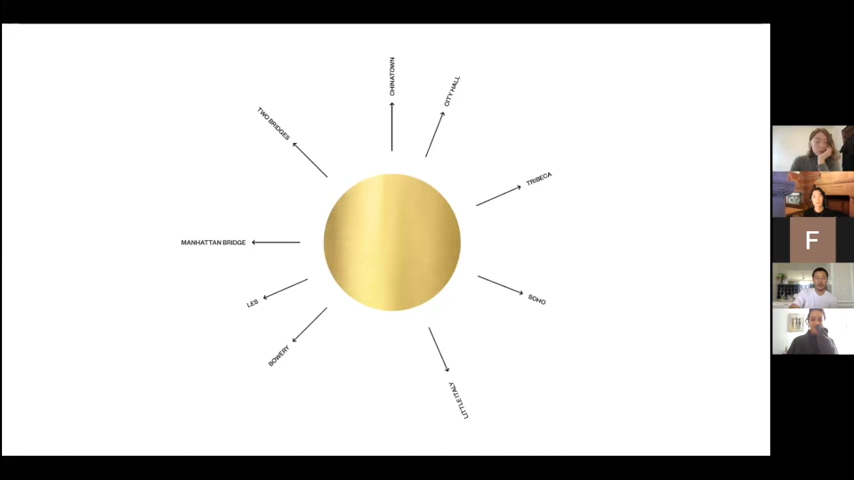 CHINATOWN
CITY HALL
TWO BRIDGES
TRIBECA
MANHATTAN BRIDGE
F
LES
SOHO
BOWERY
LITTLE ITALY